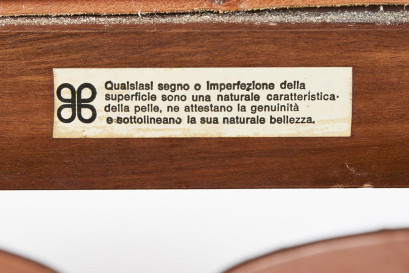 Qualsiasi segno o imperfezione della
superficie sono una naturale caratteristica
della pelle, ne attestano la genuinità
e sottolineano la sua naturale bellezza.